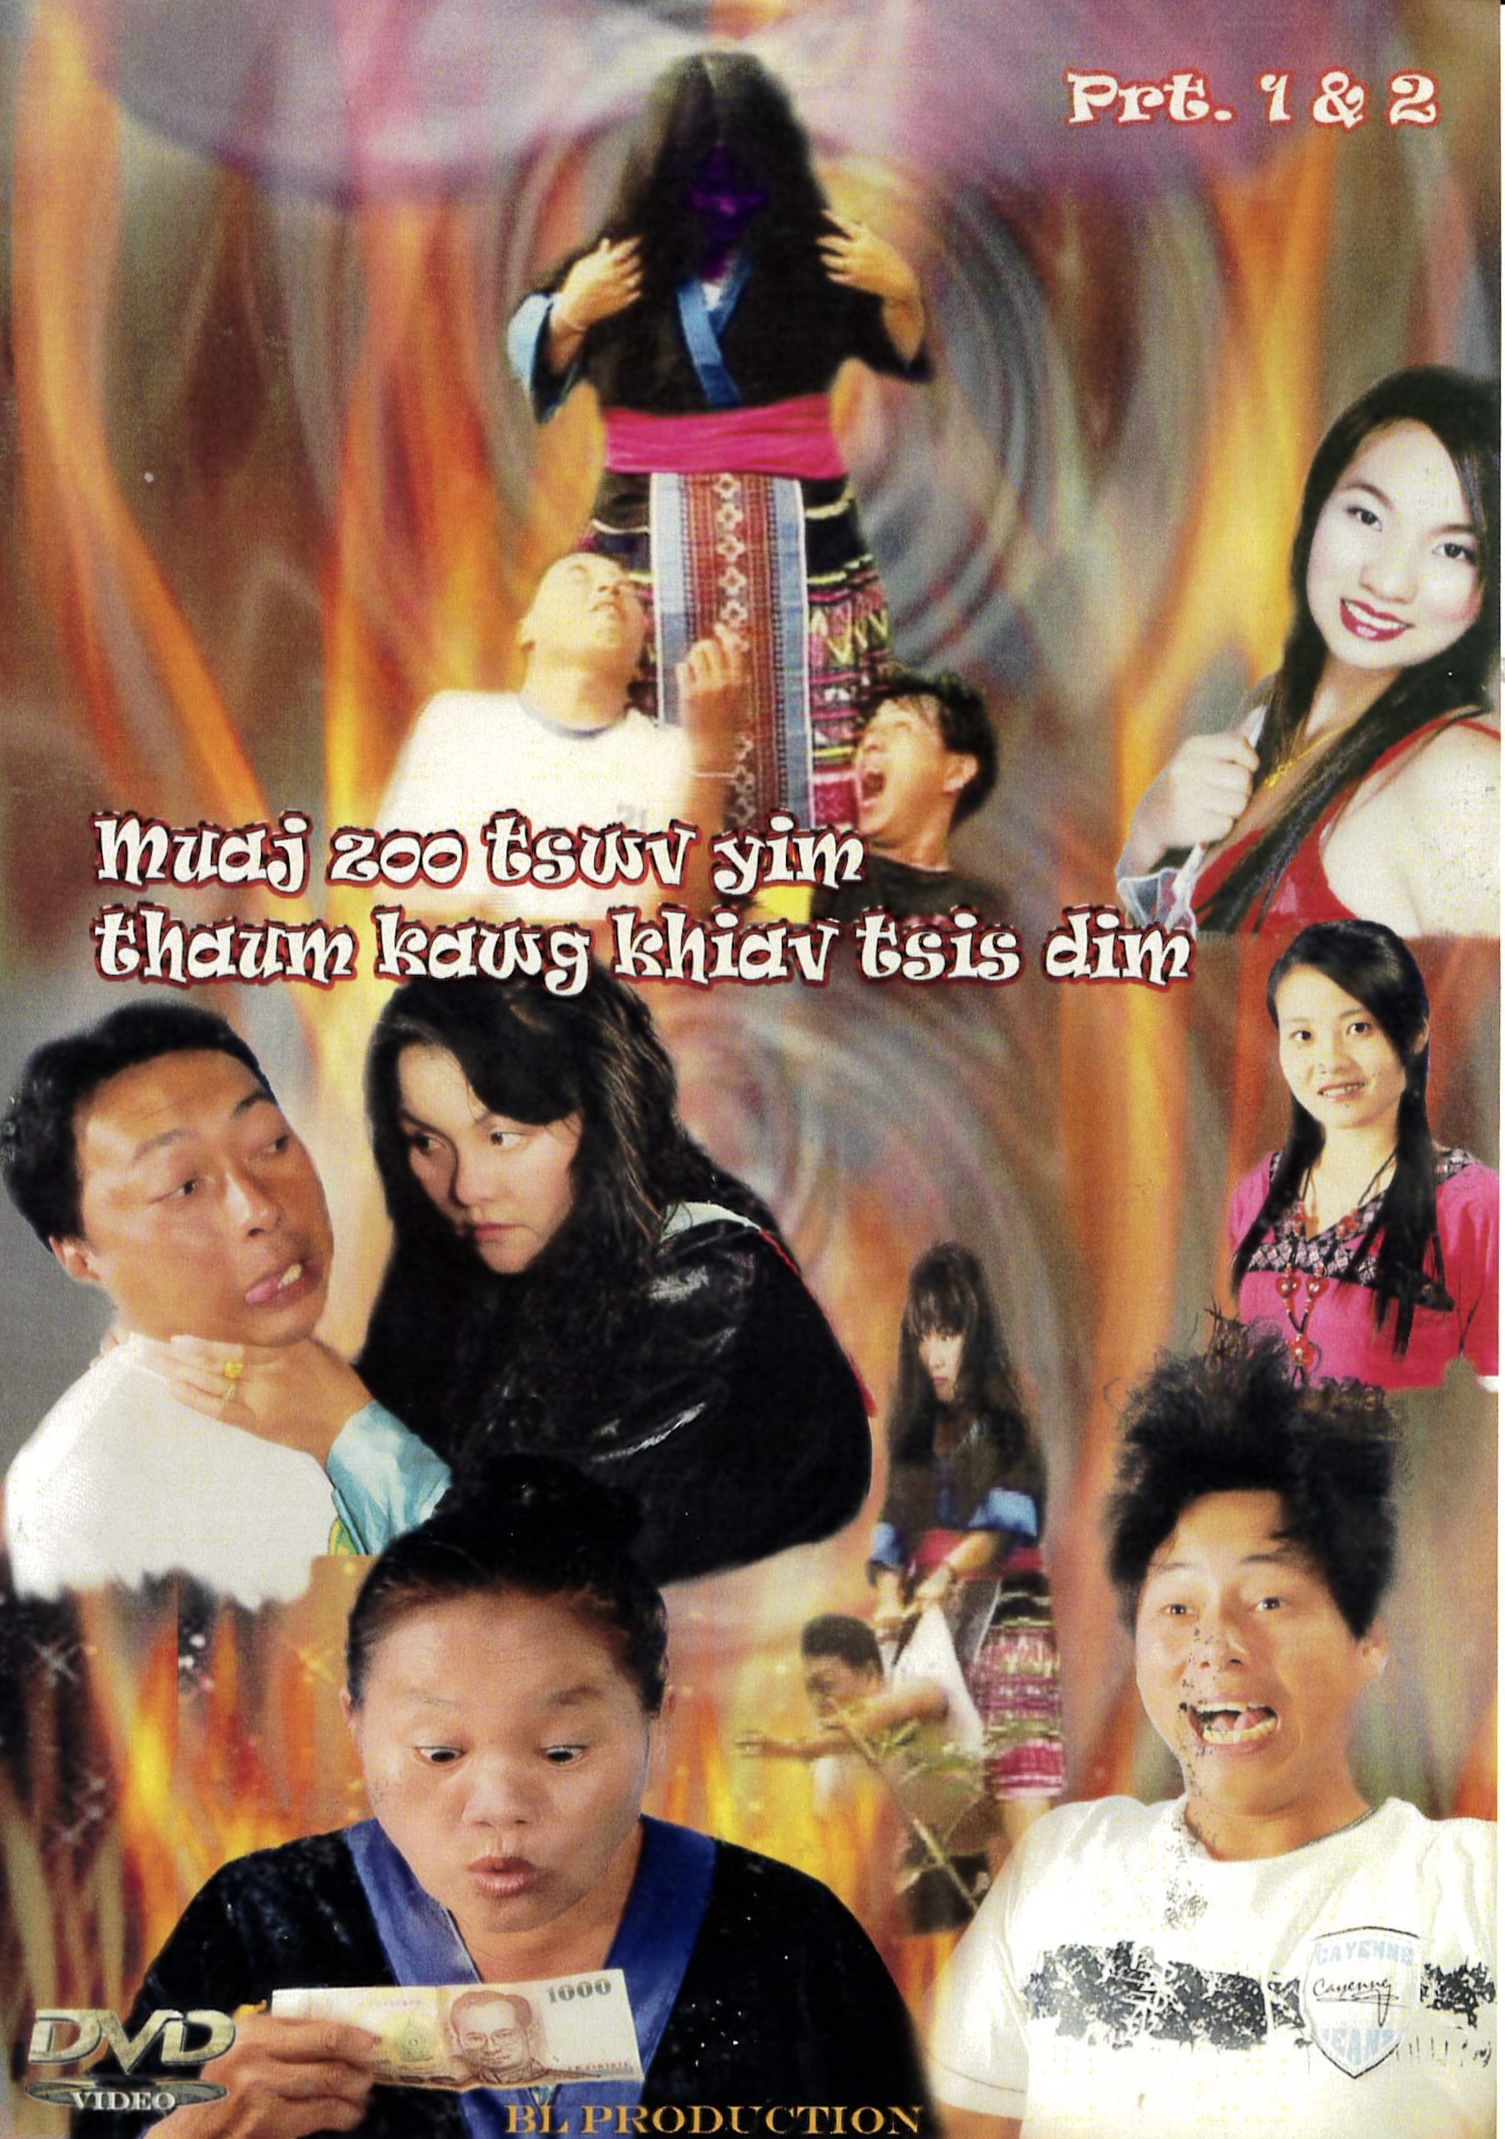 Prt. 1 & 2
Muaj zoo tswv yim
thaum kawg khiav tsis dim
CAYENNE
Cayenne
JEANS
1000
DVD
VIDEO
BL PRODUCTION